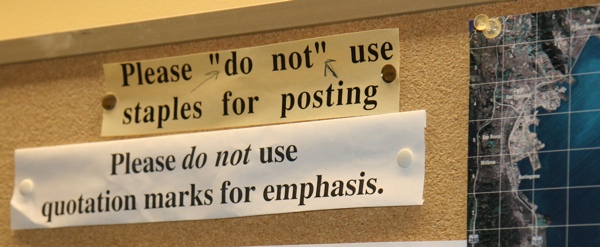 Please "do not" use
staples for posting
Please do not use
quotation marks for emphasis.